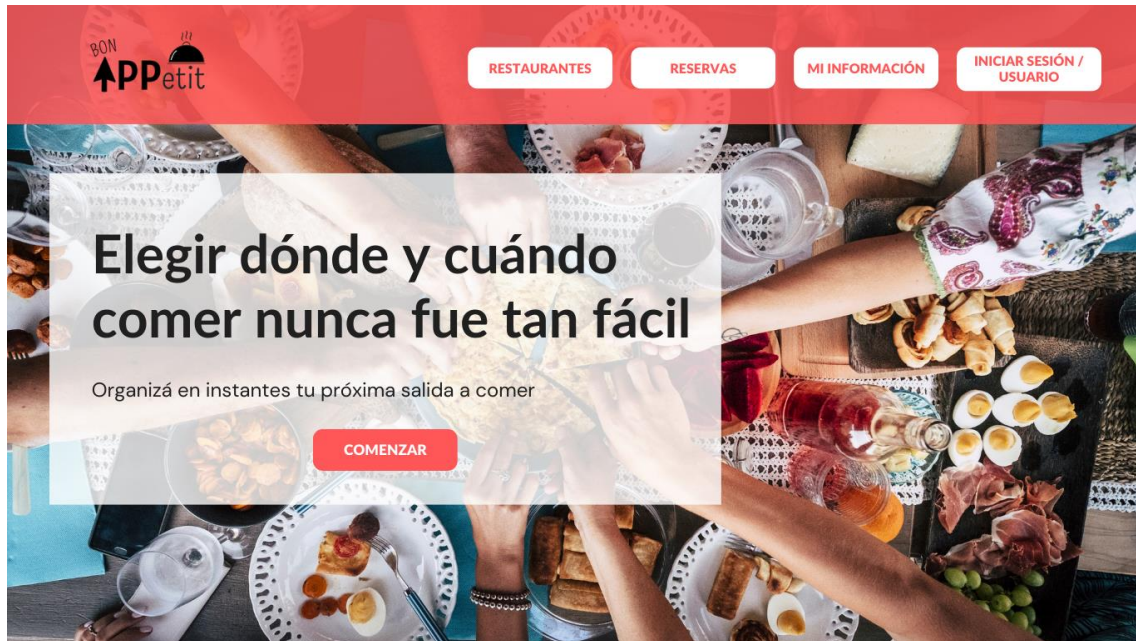 BON
APPetit
RESTAURANTES
RESERVAS
MI INFORMACIÓN
INICIAR SESIÓN /
USUARIO
Elegir dónde y cuándo
comer nunca fue tan fácil
Organizá en instantes tu próxima salida a comer
COMENZAR